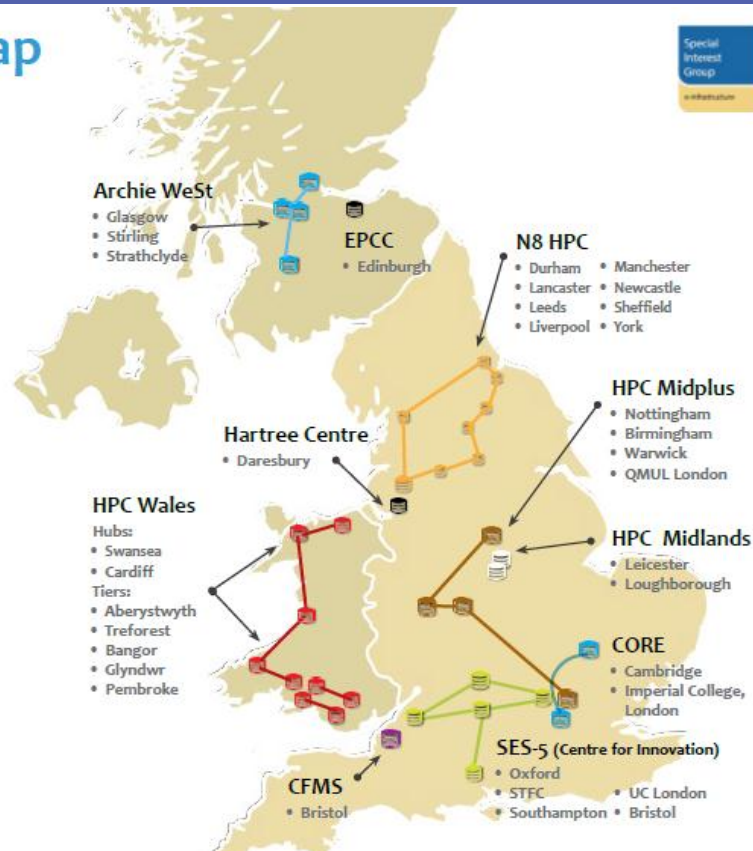 ap
Special
Interest
Group
e-infrastructure
Archie WeSt
• Glasgow
• Stirling
• Strathclyde
EPCC
• Edinburgh
N8 HPC
• Durham • Manchester
• Lancaster • Newcastle
• Leeds • Sheffield
• Liverpool • York
HPC Midplus
• Nottingham
• Birmingham
• Warwick
• QMUL London
Hartree Centre
• Daresbury
HPC Wales
Hubs:
• Swansea
• Cardiff
Tiers:
• Aberystwyth
• Treforest
• Bangor
• Glyndwr
• Pembroke
HPC Midlands
• Leicester
• Loughborough
CORE
• Cambridge
• Imperial College,
London
SES-5 (Centre for Innovation)
• Oxford
• STFC • UC London
• Southampton • Bristol
CFMS
• Bristol